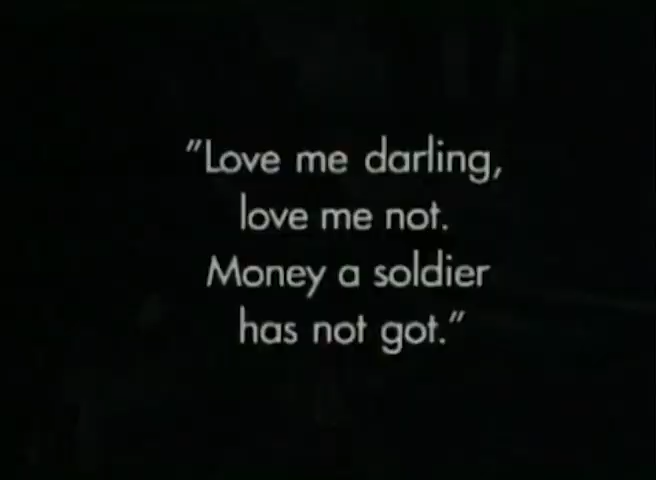 "Love me darling,
love me not.
Money a soldier
has not got."